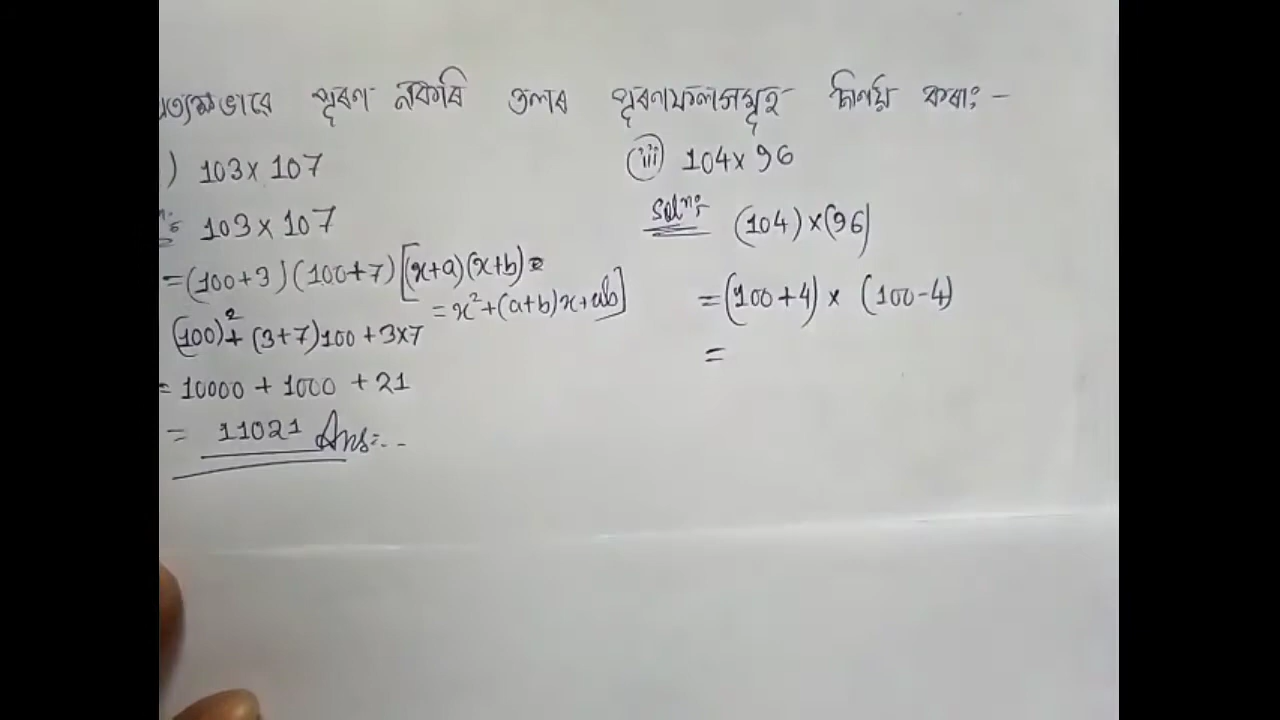 প্ৰত্যক্ষভাৱে পূৰণ নকৰাকৈ তলৰ পূৰণফলসমূহ নিৰ্ণয় কৰা:-
) 103 x 107
103 x 107
= (100+3) (100+7) [(x+a)(x+b) =
= x² + (a+b)x + ab]
(100)² + (3+7)100 + 3x7
= 10000 + 1000 + 21
= 11021 Ans:--
(iii) 104 x 96
Solⁿ: (104) x (96)
= (100+4) x (100-4)
=